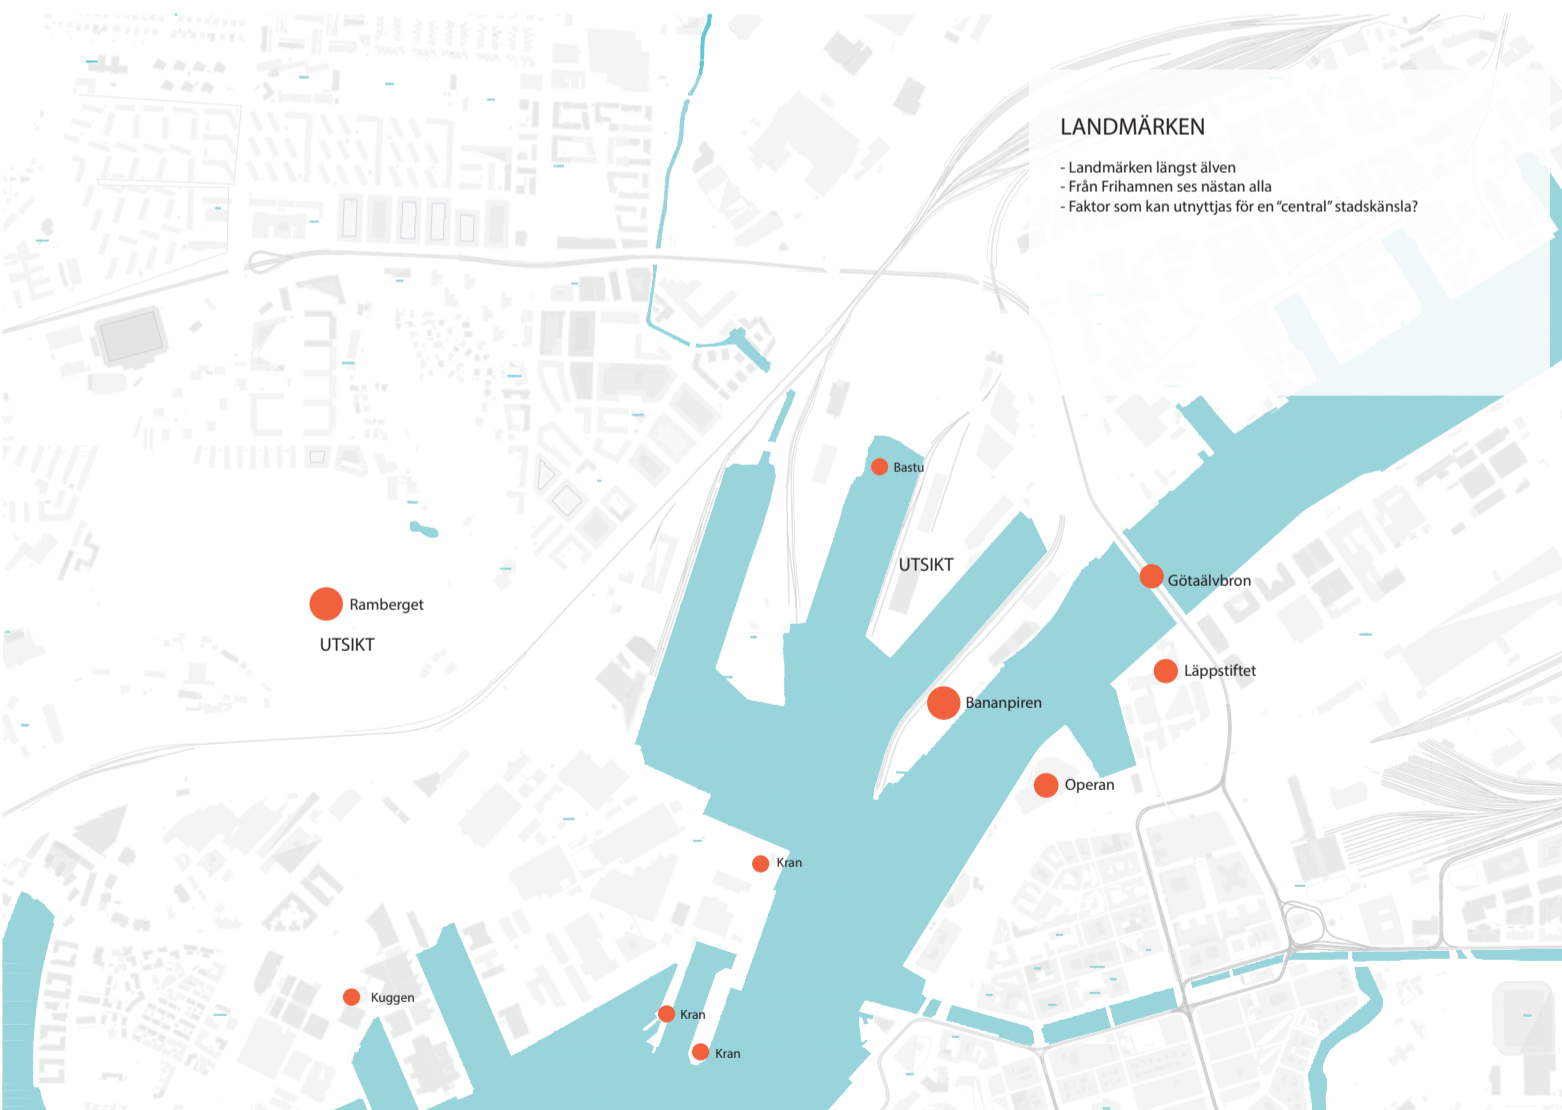 LANDMÄRKEN
- Landmärken längst älven
- Från Frihamnen ses nästan alla
- Faktor som kan utnyttjas för en “central” stadskänsla?
Bastu
UTSIKT
Götaälvbron
Ramberget
UTSIKT
Läppstiftet
Bananpiren
Operan
Kran
Kuggen
Kran
Kran